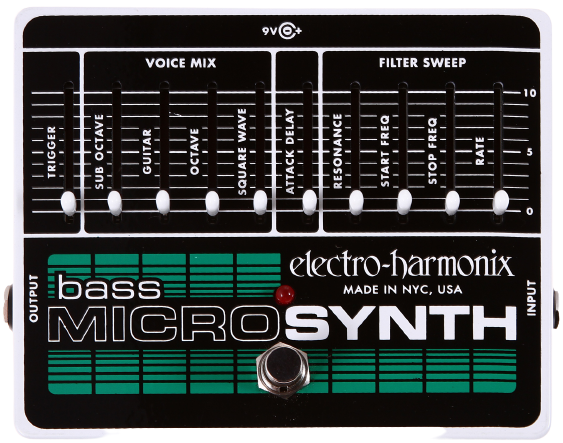 9V
VOICE MIX
FILTER SWEEP
TRIGGER
SUB OCTAVE
GUITAR
OCTAVE
SQUARE WAVE
ATTACK DELAY
RESONANCE
START FREQ
STOP FREQ
RATE
10
5
0
OUTPUT
INPUT
electro-harmonix
MADE IN NYC, USA
bass
MICROSYNTH